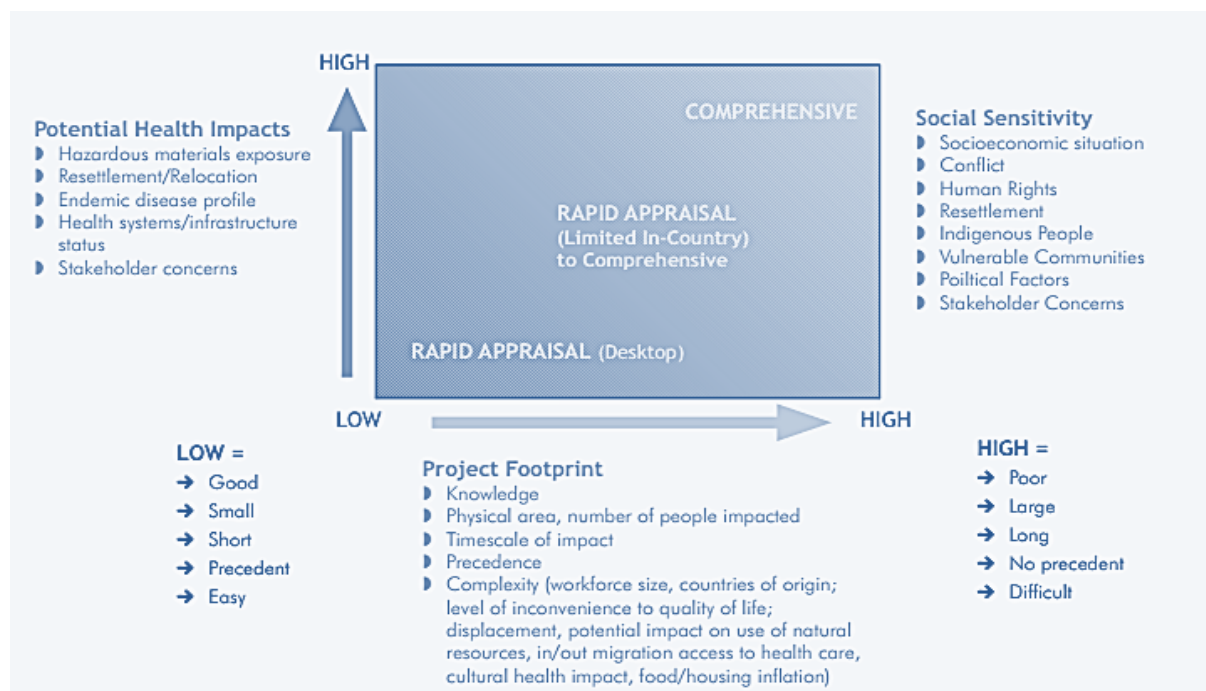 HIGH
Potential Health Impacts
Hazardous materials exposure
Resettlement/Relocation
Endemic disease profile
Health systems/infrastructure
status
Stakeholder concerns
COMPREHENSIVE
RAPID APPRAISAL
(Limited In-Country)
to Comprehensive
RAPID APPRAISAL (Desktop)
Social Sensitivity
Socioeconomic situation
Conflict
Human Rights
Resettlement
Indigenous People
Vulnerable Communities
Poiltical Factors
Stakeholder Concerns
LOW
HIGH
LOW =
Good
Small
Short
Precedent
Easy
Project Footprint
Knowledge
Physical area, number of people impacted
Timescale of impact
Precedence
Complexity (workforce size, countries of origin;
level of inconvenience to quality of life;
displacement, potential impact on use of natural
resources, in/out migration access to health care,
cultural health impact, food/housing inflation)
HIGH =
Poor
Large
Long
No precedent
Difficult